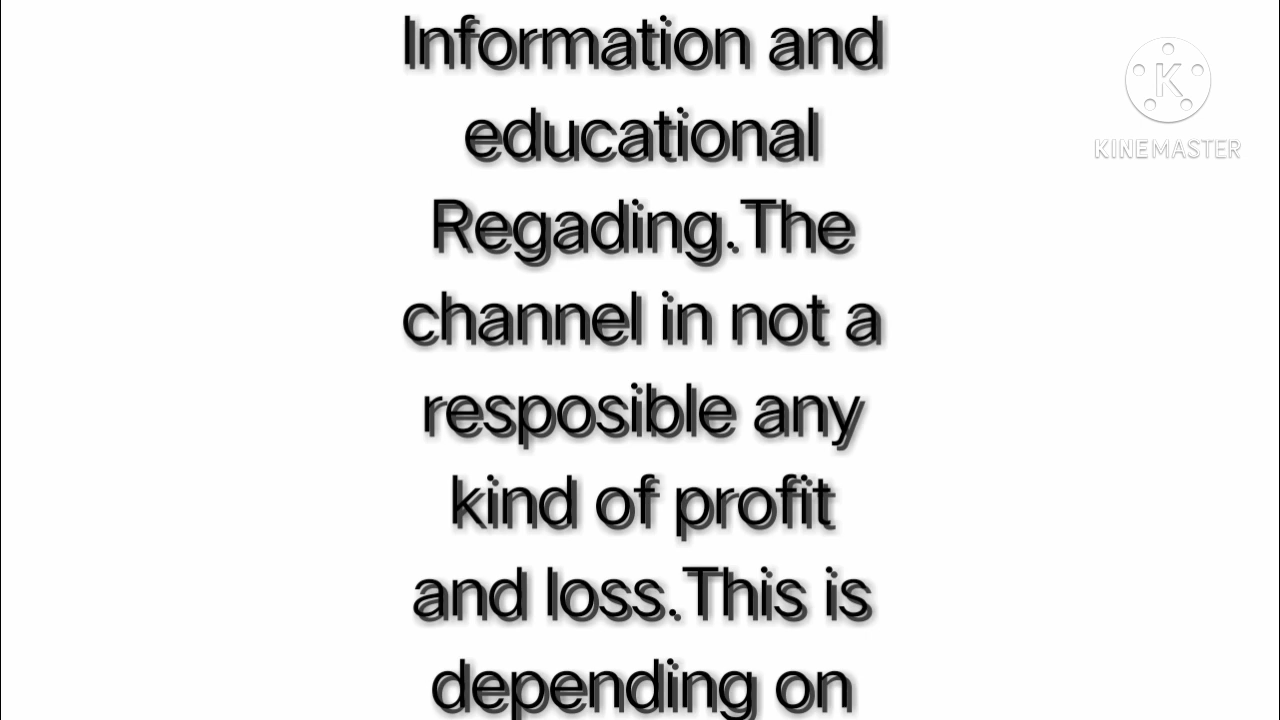 Information and
educational
Regading.The
channel in not a
resposible any
kind of profit
and loss.This is
depending on
K
KINEMASTER